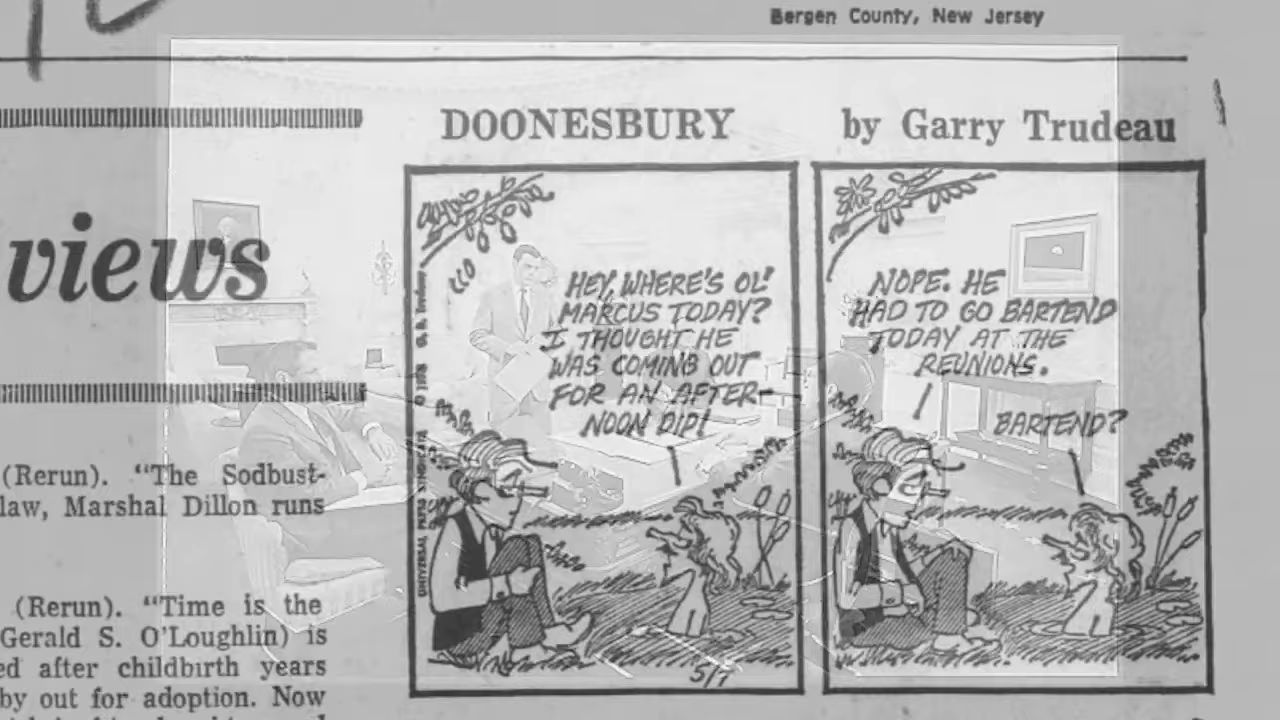 Bergen County, New Jersey
DOONESBURY by Garry Trudeau
views
(Rerun). "The Sodbust-
law, Marshal Dillon runs
(Rerun). "Time is the
Gerald S. O'Loughlin) is
ed after childbirth years
by out for adoption. Now
HEY, WHERE'S OL'
MARCUS TODAY?
I THOUGHT HE
WAS COMING OUT
FOR AN AFTER-
NOON DIP!
5/7
NOPE. HE
HAD TO GO BARTEND
TODAY AT THE
REUNIONS.
BARTEND?